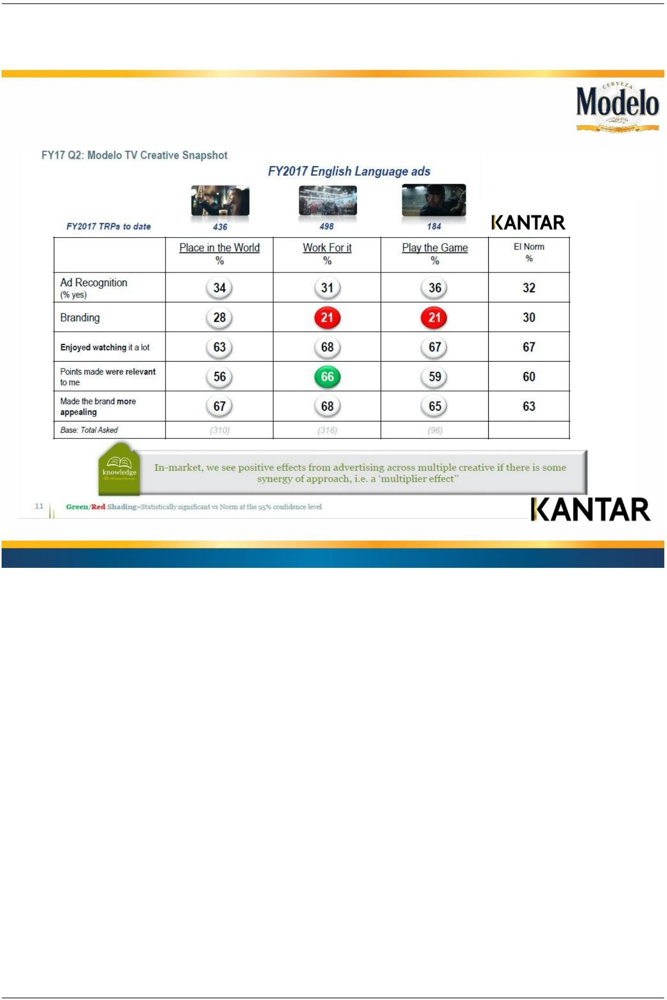 CERVEZA
Modelo
FY17 Q2: Modelo TV Creative Snapshot
FY2017 English Language ads
FY2017 TRPs to date 436 498 184 KANTAR
Place in the World Work For it Play the Game El Norm
% % % %
Ad Recognition
(% yes) 34 31 36 32
Branding 28 21 21 30
Enjoyed watching it a lot 63 68 67 67
Points made were relevant
to me 56 66 59 60
Made the brand more
appealing 67 68 65 63
Base: Total Asked (310) (316) (96)
knowledge
In-market, we see positive effects from advertising across multiple creative if there is some
synergy of approach, i.e. a ‘multiplier effect”
11 Green/Red Shading=Statistically significant vs Norm at the 95% confidence level
KANTAR